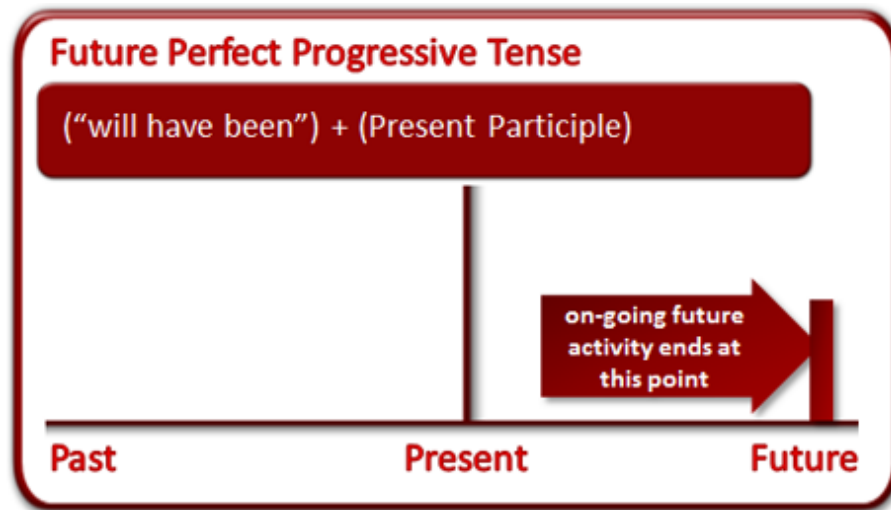 Future Perfect Progressive Tense
(“will have been”) + (Present Participle)
on-going future
activity ends at
this point
Past
Present
Future